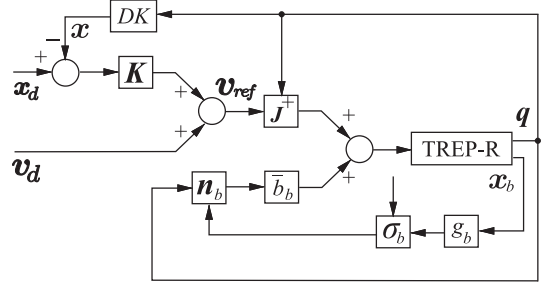 DK
x
−
+
x_d
K
+
v_ref
+
v_d
J⁺
+
+
q
TREP-R
x_b
n_b
b̄_b
σ_b
g_b